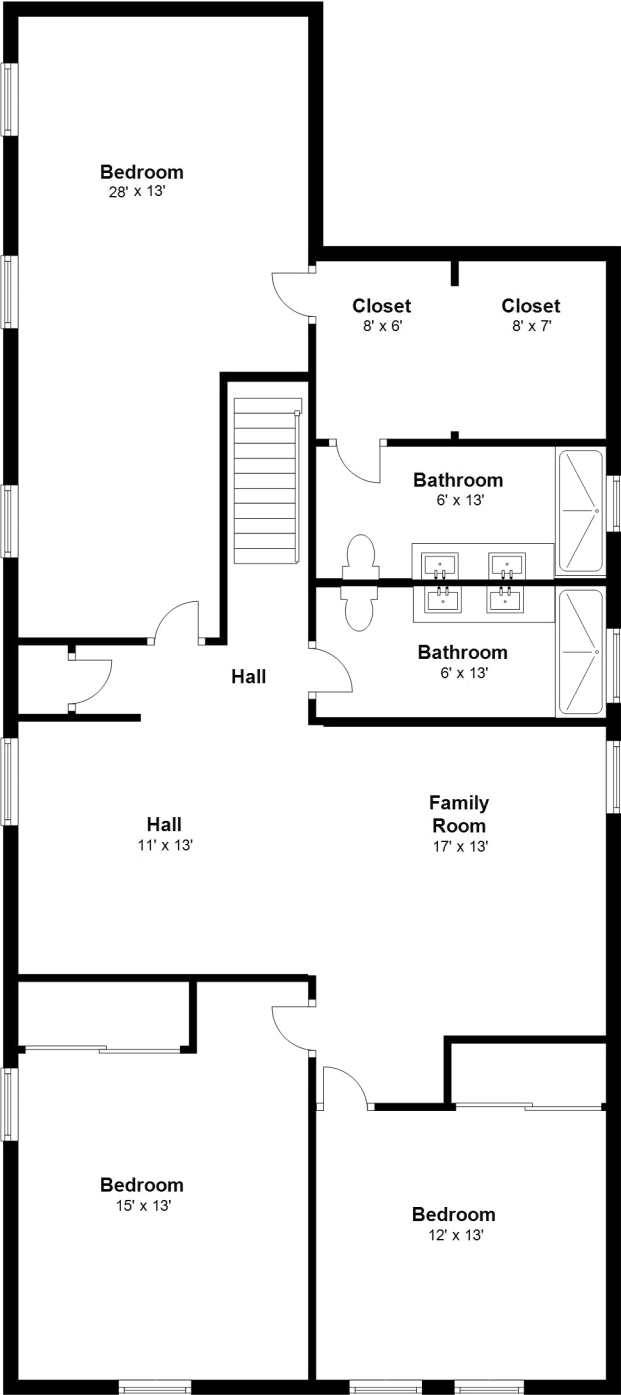 Bedroom
28' x 13'
Closet
8' x 6'
Closet
8' x 7'
Bathroom
6' x 13'
Bathroom
6' x 13'
Hall
Hall
11' x 13'
Family
Room
17' x 13'
Bedroom
15' x 13'
Bedroom
12' x 13'